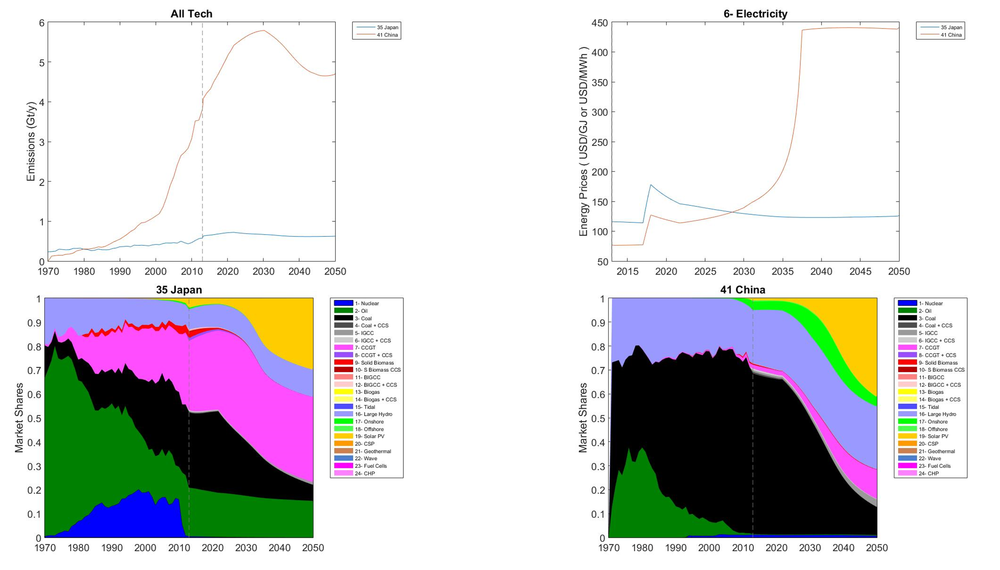 All Tech
6
5
4
3
2
1
0
Emissions (Gt/y)
1970 1980 1990 2000 2010 2020 2030 2040 2050
35 Japan
41 China
6- Electricity
450
400
350
300
250
200
150
100
50
Energy Prices ( USD/GJ or USD/MWh )
2015 2020 2025 2030 2035 2040 2045 2050
35 Japan
41 China
35 Japan
1
0.9
0.8
0.7
0.6
0.5
0.4
0.3
0.2
0.1
0
Market Shares
1970 1980 1990 2000 2010 2020 2030 2040 2050
1- Nuclear
2- Oil
3- Coal
4- Coal + CCS
5- IGCC
6- IGCC + CCS
7- CCGT
8- CCGT + CCS
9- Solid Biomass
10- S Biomass CCS
11- BIGCC
12- BIGCC + CCS
13- Biogas
14- Biogas + CCS
15- Tidal
16- Large Hydro
17- Onshore
18- Offshore
19- Solar PV
20- CSP
21- Geothermal
22- Wave
23- Fuel Cells
24- CHP
41 China
1
0.9
0.8
0.7
0.6
0.5
0.4
0.3
0.2
0.1
0
Market Shares
1970 1980 1990 2000 2010 2020 2030 2040 2050
1- Nuclear
2- Oil
3- Coal
4- Coal + CCS
5- IGCC
6- IGCC + CCS
7- CCGT
8- CCGT + CCS
9- Solid Biomass
10- S Biomass CCS
11- BIGCC
12- BIGCC + CCS
13- Biogas
14- Biogas + CCS
15- Tidal
16- Large Hydro
17- Onshore
18- Offshore
19- Solar PV
20- CSP
21- Geothermal
22- Wave
23- Fuel Cells
24- CHP